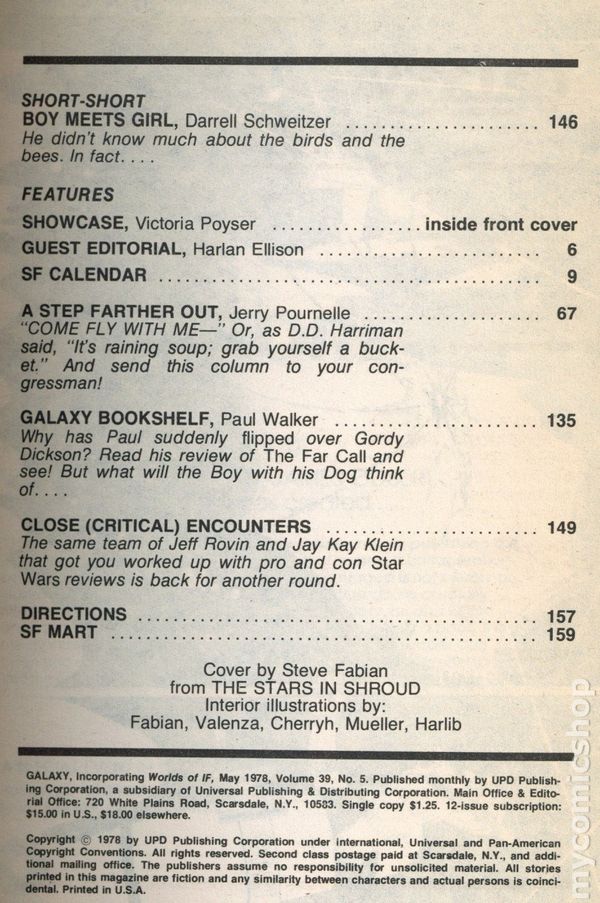 SHORT-SHORT
BOY MEETS GIRL, Darrell Schweitzer .......................... 146
He didn't know much about the birds and the
bees. In fact. . . .
FEATURES
SHOWCASE, Victoria Poyser .................. inside front cover
GUEST EDITORIAL, Harlan Ellison ........................ 6
SF CALENDAR ............................................ 9
A STEP FARTHER OUT, Jerry Pournelle .................... 67
"COME FLY WITH ME—" Or, as D.D. Harriman
said, "It's raining soup; grab yourself a buck-
et." And send this column to your con-
gressman!
GALAXY BOOKSHELF, Paul Walker ....................... 135
Why has Paul suddenly flipped over Gordy
Dickson? Read his review of The Far Call and
see! But what will the Boy with his Dog think
of. . . .
CLOSE (CRITICAL) ENCOUNTERS ........................ 149
The same team of Jeff Rovin and Jay Kay Klein
that got you worked up with pro and con Star
Wars reviews is back for another round.
DIRECTIONS ............................................ 157
SF MART ............................................... 159
Cover by Steve Fabian
from THE STARS IN SHROUD
Interior illustrations by:
Fabian, Valenza, Cherryh, Mueller, Harlib
GALAXY, Incorporating Worlds of IF, May 1978, Volume 39, No. 5. Published monthly by UPD Publish-
ing Corporation, a subsidiary of Universal Publishing & Distributing Corporation. Main Office & Edito-
rial Office: 720 White Plains Road, Scarsdale, N.Y., 10583. Single copy $1.25. 12-issue subscription:
$15.00 in U.S., $18.00 elsewhere.
Copyright © 1978 by UPD Publishing Corporation under international, Universal and Pan-American
Copyright Conventions. All rights reserved. Second class postage paid at Scarsdale, N.Y., and addi-
tional mailing office. The publishers assume no responsibility for unsolicited material. All stories
printed in this magazine are fiction and any similarity between characters and actual persons is coinci-
dental. Printed in U.S.A.
mycomicshop